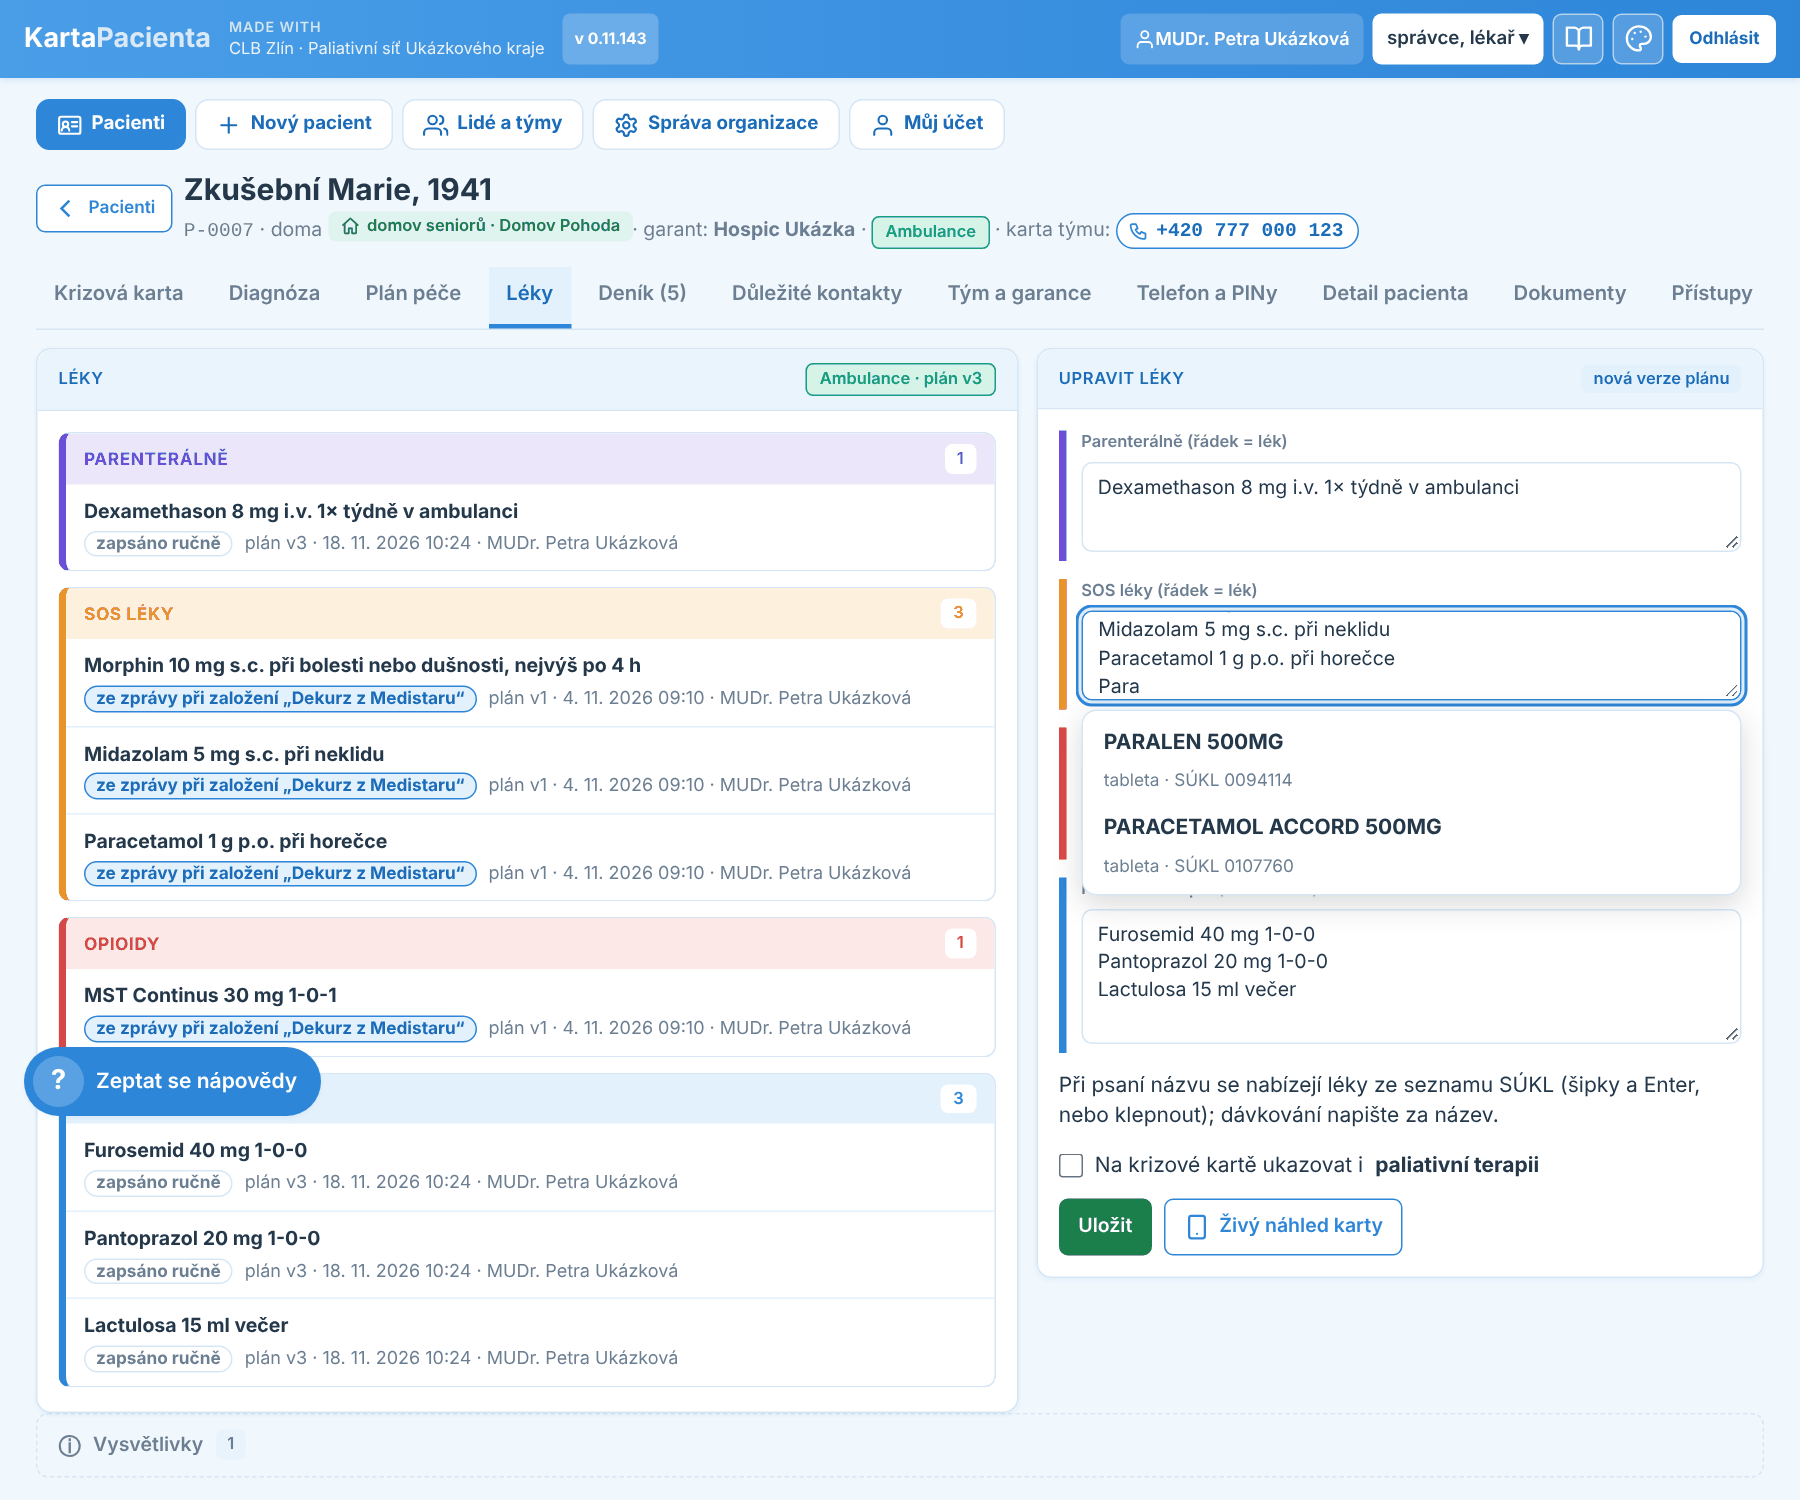 KartaPacienta
MADE WITH
CLB Zlín · Paliativní síť Ukázkového kraje
v 0.11.143
MUDr. Petra Ukázková
správce, lékař ▾
Odhlásit
Pacienti
Nový pacient
Lidé a týmy
Správa organizace
Můj účet
Pacienti
Zkušební Marie, 1941
P-0007 · doma domov seniorů · Domov Pohoda · garant: Hospic Ukázka · Ambulance · karta týmu: +420 777 000 123
Krizová karta
Diagnóza
Plán péče
Léky
Deník (5)
Důležité kontakty
Tým a garance
Telefon a PINy
Detail pacienta
Dokumenty
Přístupy
LÉKY
Ambulance · plán v3
PARENTERÁLNĚ
1
Dexamethason 8 mg i.v. 1× týdně v ambulanci
zapsáno ručně plán v3 · 18. 11. 2026 10:24 · MUDr. Petra Ukázková
SOS LÉKY
3
Morphin 10 mg s.c. při bolesti nebo dušnosti, nejvýš po 4 h
ze zprávy při založení „Dekurz z Medistaru“ plán v1 · 4. 11. 2026 09:10 · MUDr. Petra Ukázková
Midazolam 5 mg s.c. při neklidu
ze zprávy při založení „Dekurz z Medistaru“ plán v1 · 4. 11. 2026 09:10 · MUDr. Petra Ukázková
Paracetamol 1 g p.o. při horečce
ze zprávy při založení „Dekurz z Medistaru“ plán v1 · 4. 11. 2026 09:10 · MUDr. Petra Ukázková
OPIOIDY
1
MST Continus 30 mg 1-0-1
ze zprávy při založení „Dekurz z Medistaru“ plán v1 · 4. 11. 2026 09:10 · MUDr. Petra Ukázková
? Zeptat se nápovědy
3
Furosemid 40 mg 1-0-0
zapsáno ručně plán v3 · 18. 11. 2026 10:24 · MUDr. Petra Ukázková
Pantoprazol 20 mg 1-0-0
zapsáno ručně plán v3 · 18. 11. 2026 10:24 · MUDr. Petra Ukázková
Lactulosa 15 ml večer
zapsáno ručně plán v3 · 18. 11. 2026 10:24 · MUDr. Petra Ukázková
UPRAVIT LÉKY
nová verze plánu
Parenterálně (řádek = lék)
Dexamethason 8 mg i.v. 1× týdně v ambulanci
SOS léky (řádek = lék)
Midazolam 5 mg s.c. při neklidu
Paracetamol 1 g p.o. při horečce
Para
PARALEN 500MG
tableta · SÚKL 0094114
PARACETAMOL ACCORD 500MG
tableta · SÚKL 0107760
Furosemid 40 mg 1-0-0
Pantoprazol 20 mg 1-0-0
Lactulosa 15 ml večer
Při psaní názvu se nabízejí léky ze seznamu SÚKL (šipky a Enter,
nebo klepnout); dávkování napište za název.
Na krizové kartě ukazovat i paliativní terapii
Uložit
Živý náhled karty
Vysvětlivky 1